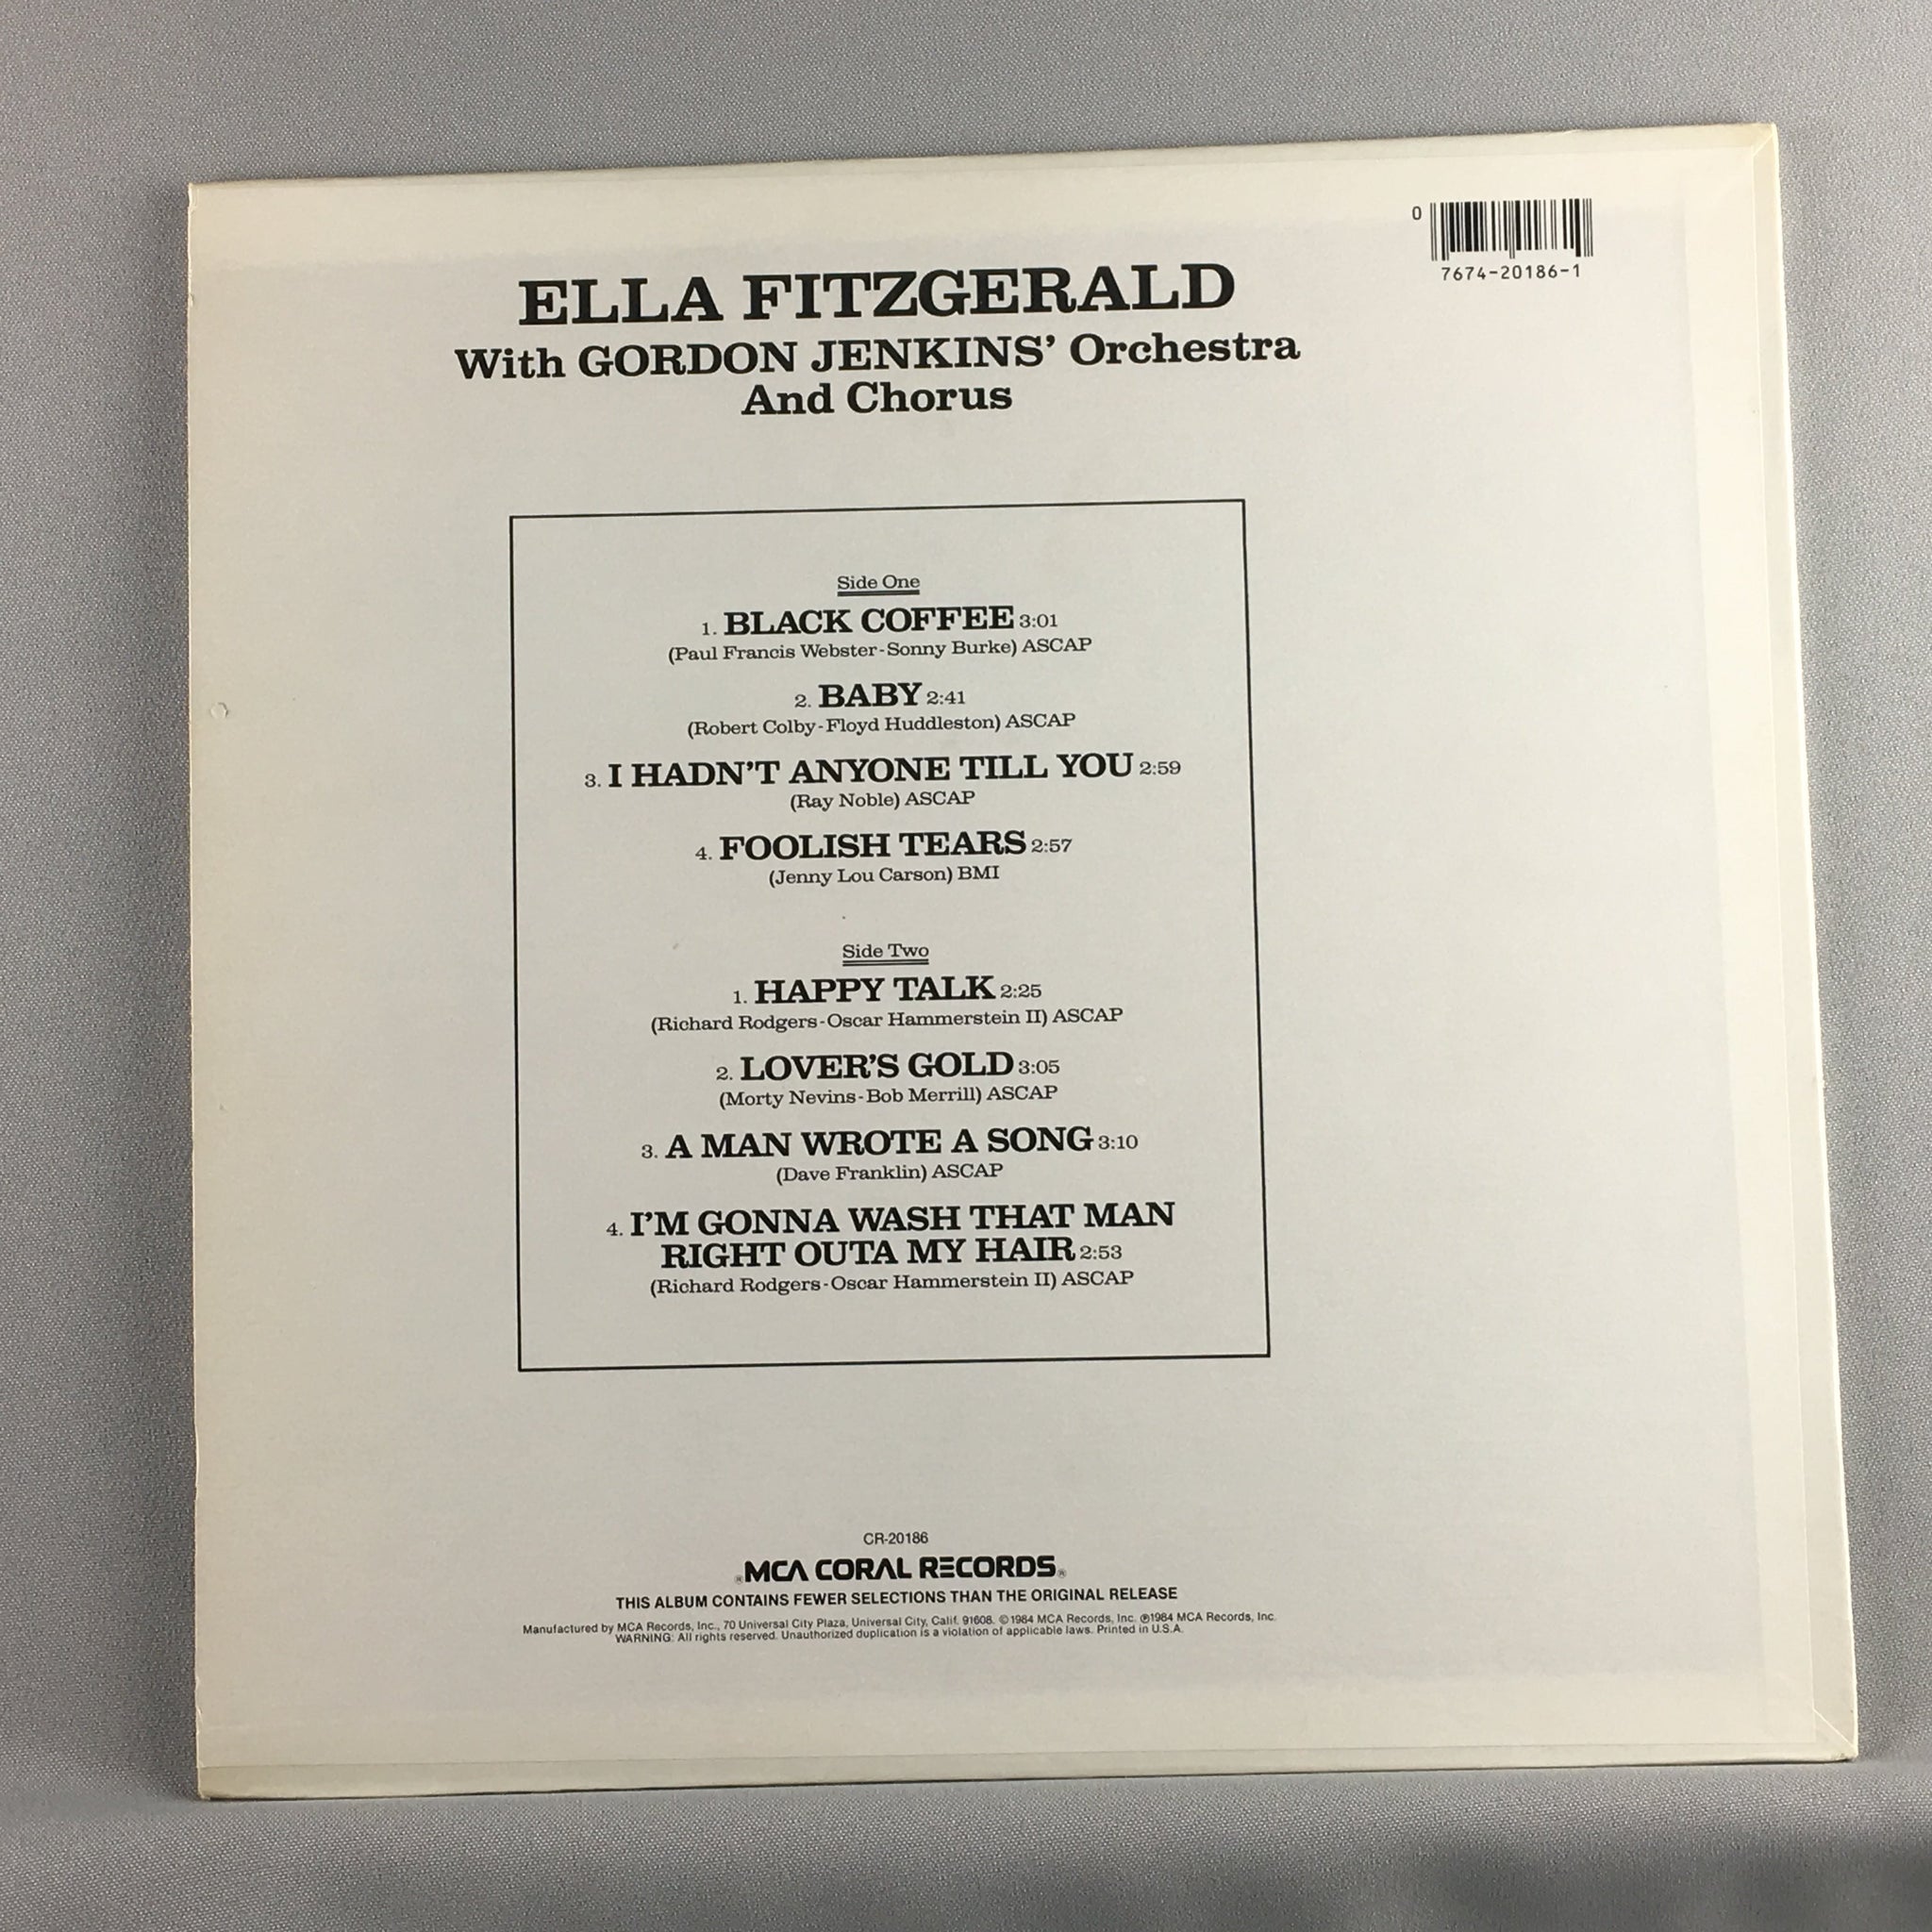 0
7674-20186-1
ELLA FITZGERALD
With GORDON JENKINS' Orchestra
And Chorus
Side One
1. BLACK COFFEE 3:01
(Paul Francis Webster-Sonny Burke) ASCAP
2. BABY 2:41
(Robert Colby-Floyd Huddleston) ASCAP
3. I HADN'T ANYONE TILL YOU 2:59
(Ray Noble) ASCAP
4. FOOLISH TEARS 2:57
(Jenny Lou Carson) BMI
Side Two
1. HAPPY TALK 2:25
(Richard Rodgers-Oscar Hammerstein II) ASCAP
2. LOVER'S GOLD 3:05
(Morty Nevins-Bob Merrill) ASCAP
3. A MAN WROTE A SONG 3:10
(Dave Franklin) ASCAP
4. I'M GONNA WASH THAT MAN
RIGHT OUTA MY HAIR 2:53
(Richard Rodgers-Oscar Hammerstein II) ASCAP
CR-20186
®MCA CORAL RECORDS®
THIS ALBUM CONTAINS FEWER SELECTIONS THAN THE ORIGINAL RELEASE
Manufactured by MCA Records, Inc., 70 Universal City Plaza, Universal City, Calif. 91608. ©1984 MCA Records, Inc. ℗1984 MCA Records, Inc.
WARNING: All rights reserved. Unauthorized duplication is a violation of applicable laws. Printed in U.S.A.